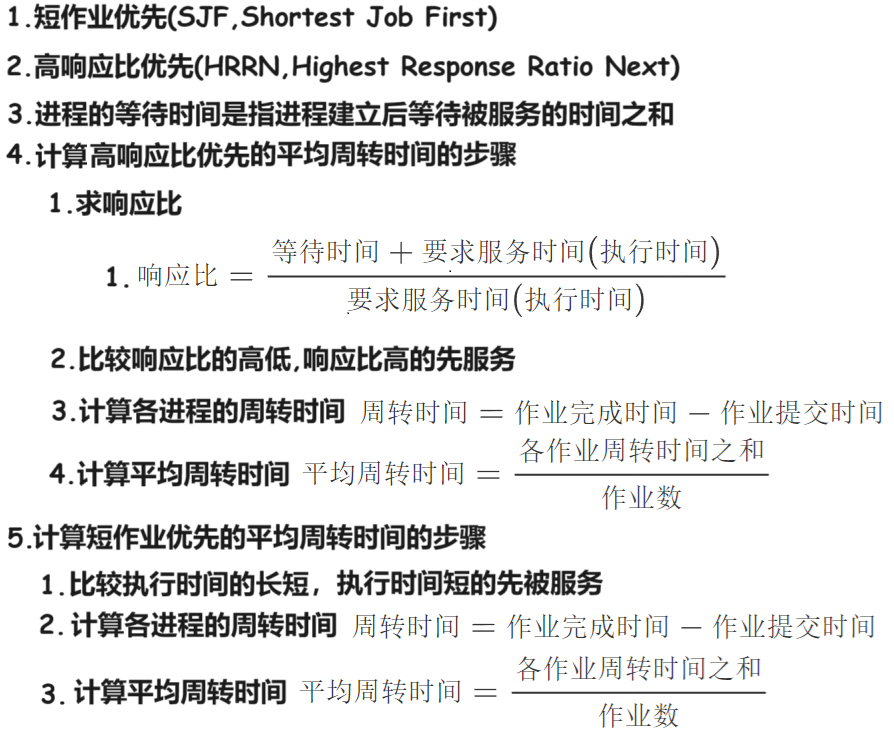 1.短作业优先(SJF,Shortest Job First)
2.高响应比优先(HRRN,Highest Response Ratio Next)
3.进程的等待时间是指进程建立后等待被服务的时间之和
4.计算高响应比优先的平均周转时间的步骤
1.求响应比
1.响应比 = 等待时间 + 要求服务时间(执行时间) / 要求服务时间(执行时间)
2.比较响应比的高低,响应比高的先服务
3.计算各进程的周转时间 周转时间 = 作业完成时间 − 作业提交时间
4.计算平均周转时间 平均周转时间 = 各作业周转时间之和 / 作业数
5.计算短作业优先的平均周转时间的步骤
1.比较执行时间的长短，执行时间短的先被服务
2.计算各进程的周转时间 周转时间 = 作业完成时间 − 作业提交时间
3.计算平均周转时间 平均周转时间 = 各作业周转时间之和 / 作业数